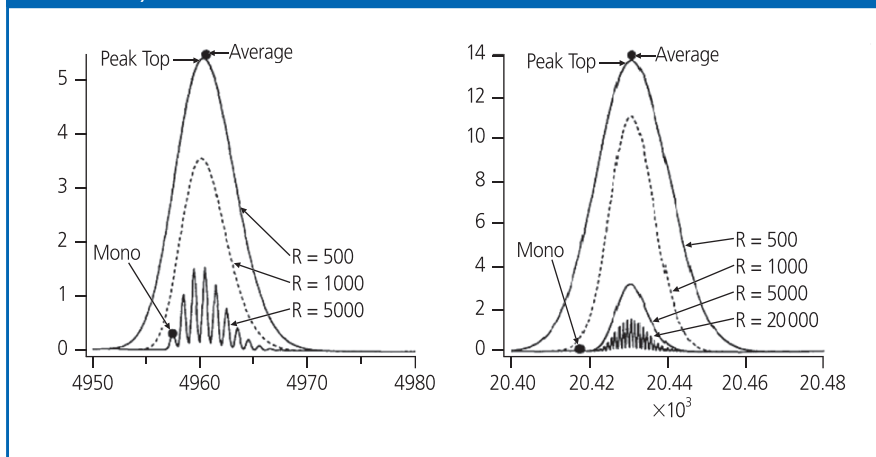 Peak Top
Average
5
4
3
2
1
0
Mono
R = 500
R = 1000
R = 5000
4950
4960
4970
4980
Peak Top
Average
14
12
10
8
6
4
2
0
Mono
R = 500
R = 1000
R = 5000
R = 20000
20.40
20.42
20.44
20.46
20.48
×10³